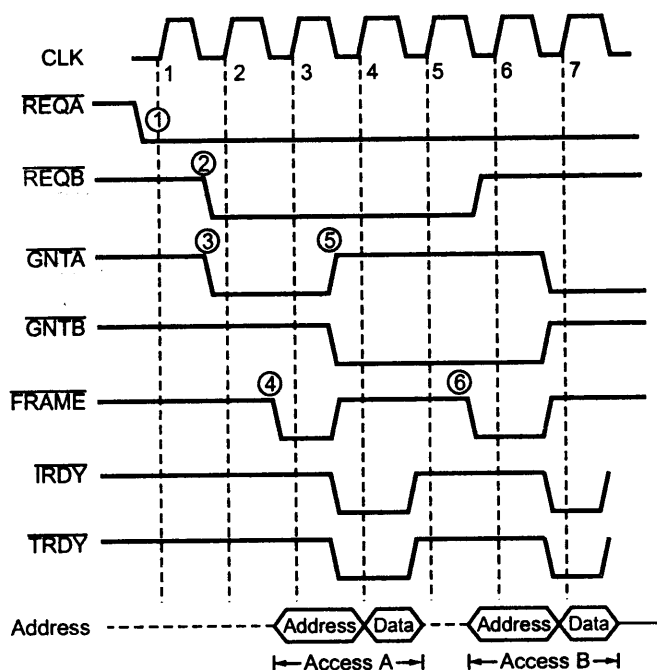 CLK
1 2 3 4 5 6 7
REQA
①
REQB
②
GNTA
③ ⑤
GNTB
FRAME
④ ⑥
IRDY
TRDY
Address
Address Data Address Data
Access A Access B